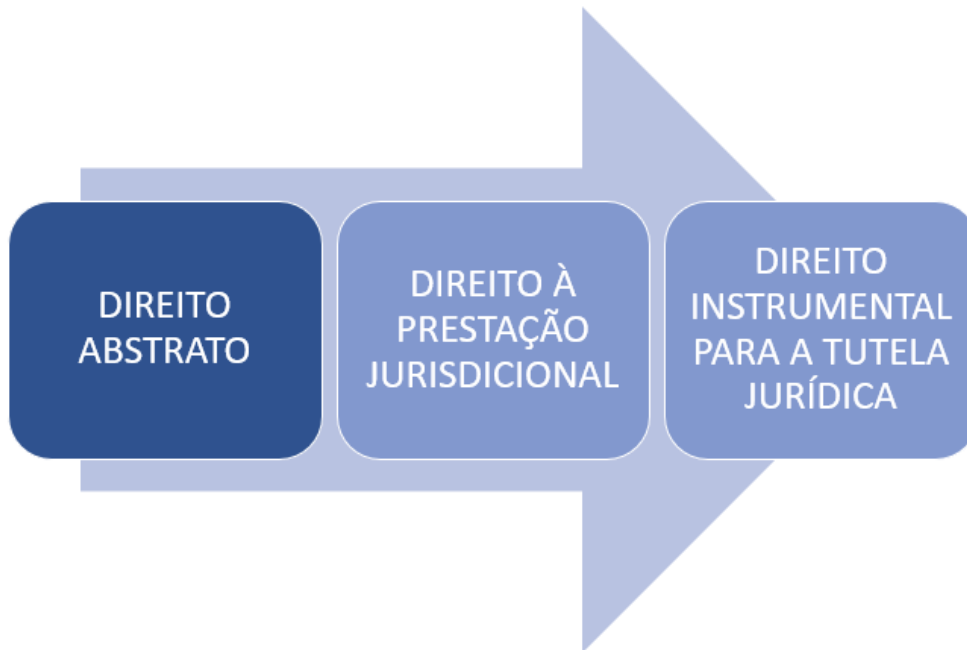 DIREITO
ABSTRATO
DIREITO À
PRESTAÇÃO
JURISDICIONAL
DIREITO
INSTRUMENTAL
PARA A TUTELA
JURÍDICA